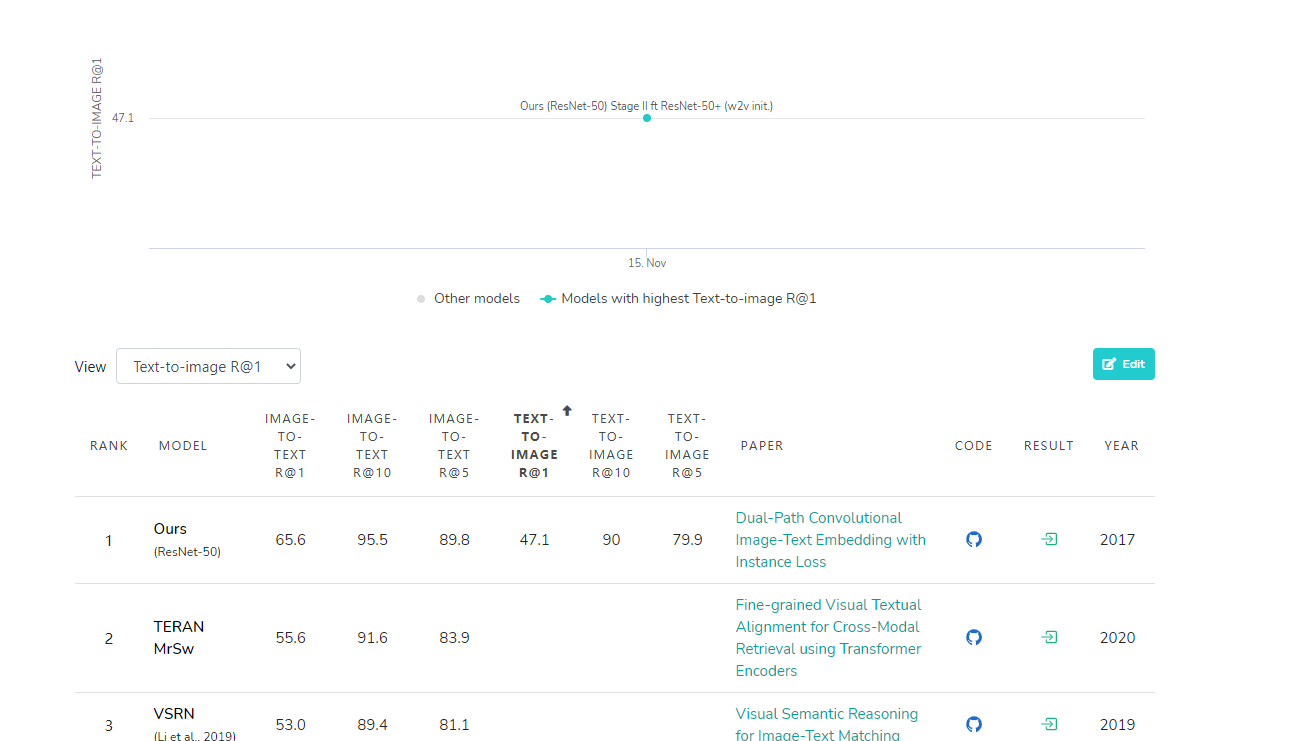 TEXT-TO-IMAGE R@1
47.1
Ours (ResNet-50) Stage II ft ResNet-50+ (w2v init.)
15. Nov
Other models
Models with highest Text-to-image R@1
View
Text-to-image R@1
Edit
RANK
MODEL
IMAGE-
TO-
TEXT
R@1
IMAGE-
TO-
TEXT
R@10
IMAGE-
TO-
TEXT
R@5
TEXT-
TO-
IMAGE
R@1
TEXT-
TO-
IMAGE
R@10
TEXT-
TO-
IMAGE
R@5
PAPER
CODE
RESULT
YEAR
1
Ours
(ResNet-50)
65.6
95.5
89.8
47.1
90
79.9
Dual-Path Convolutional
Image-Text Embedding with
Instance Loss
2017
2
TERAN
MrSw
55.6
91.6
83.9
Fine-grained Visual Textual
Alignment for Cross-Modal
Retrieval using Transformer
Encoders
2020
3
VSRN
(Li et al., 2019)
53.0
89.4
81.1
Visual Semantic Reasoning
for Image-Text Matching
2019